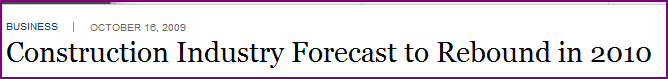 BUSINESS | OCTOBER 16, 2009
Construction Industry Forecast to Rebound in 2010